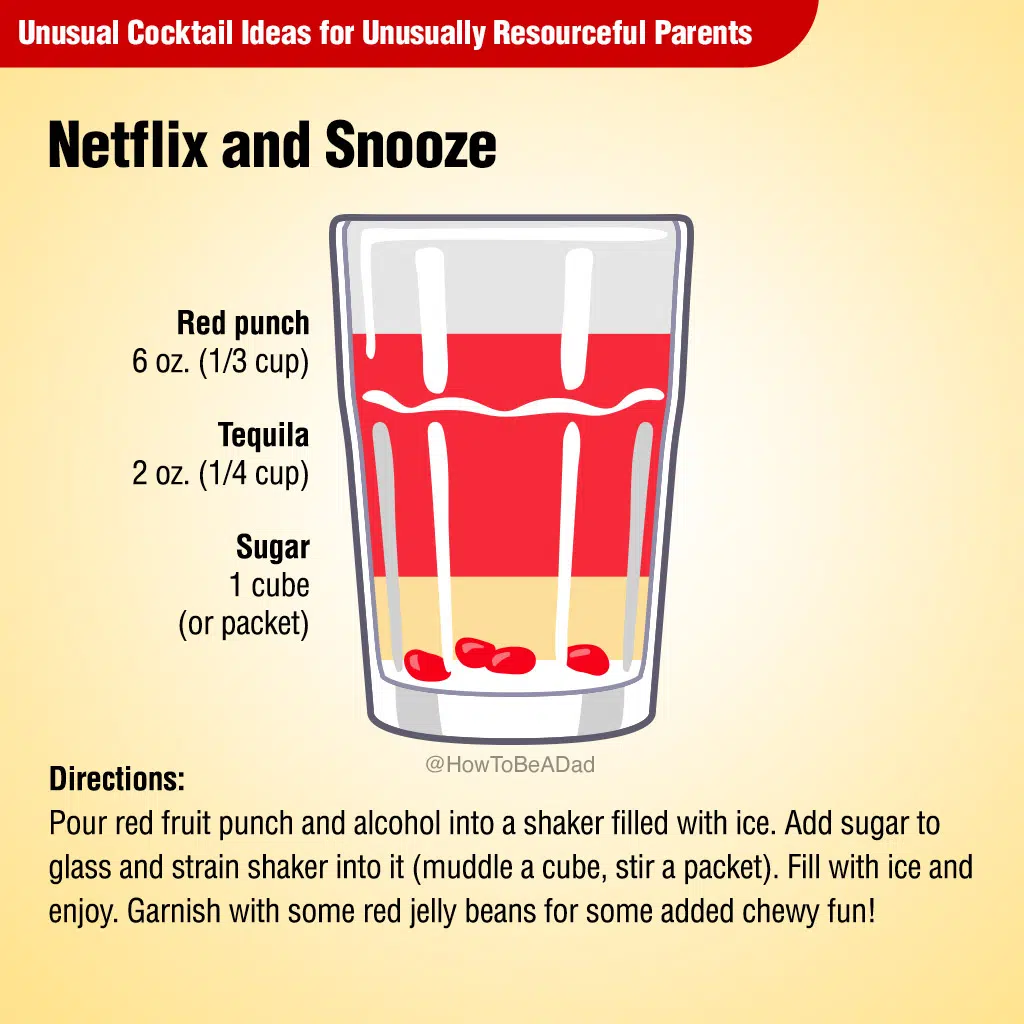 Unusual Cocktail Ideas for Unusually Resourceful Parents
Netflix and Snooze
Red punch
6 oz. (1/3 cup)
Tequila
2 oz. (1/4 cup)
Sugar
1 cube
(or packet)
@HowToBeADad
Directions:
Pour red fruit punch and alcohol into a shaker filled with ice. Add sugar to
glass and strain shaker into it (muddle a cube, stir a packet). Fill with ice and
enjoy. Garnish with some red jelly beans for some added chewy fun!